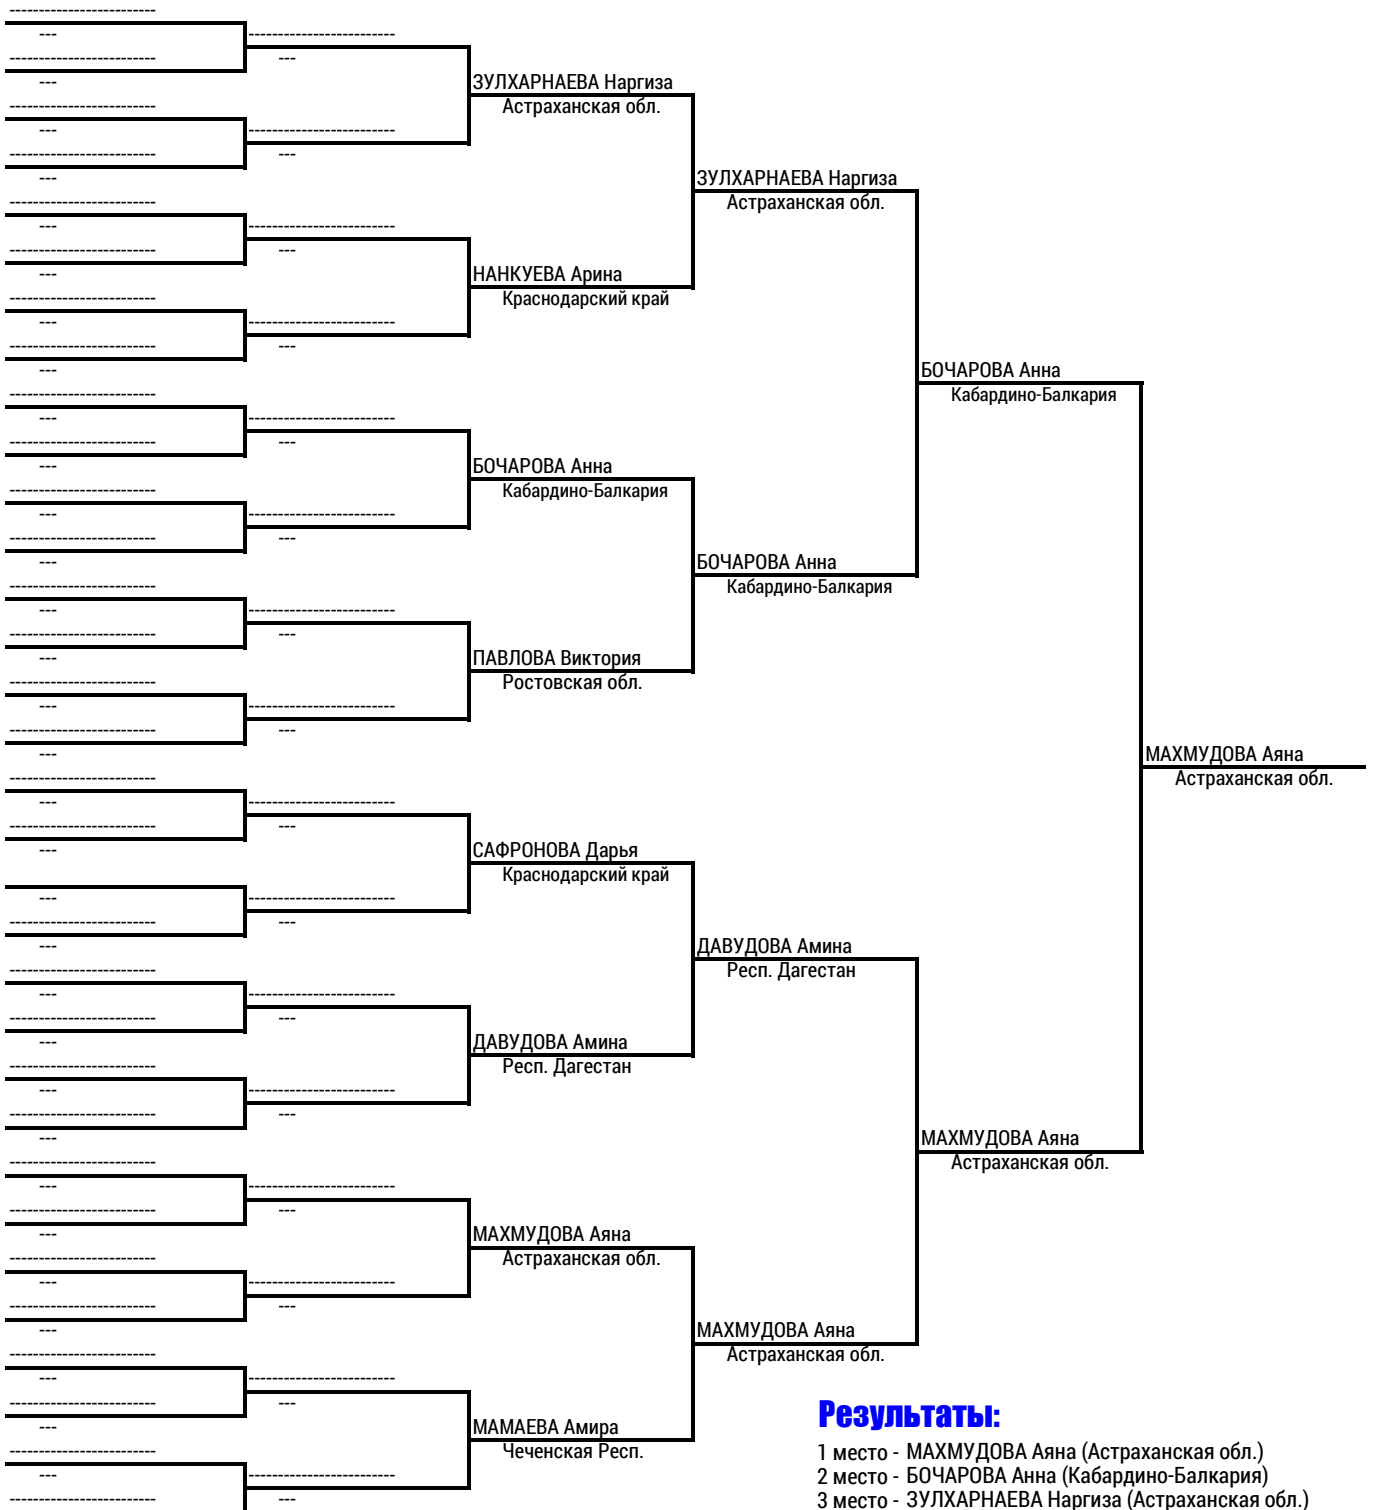 ЗУЛХАРНАЕВА Наргиза
Астраханская обл.
ЗУЛХАРНАЕВА Наргиза
Астраханская обл.
НАНКУЕВА Арина
Краснодарский край
БОЧАРОВА Анна
Кабардино-Балкария
БОЧАРОВА Анна
Кабардино-Балкария
БОЧАРОВА Анна
Кабардино-Балкария
ПАВЛОВА Виктория
Ростовская обл.
МАХМУДОВА Аяна
Астраханская обл.
САФРОНОВА Дарья
Краснодарский край
ДАВУДОВА Амина
Респ. Дагестан
ДАВУДОВА Амина
Респ. Дагестан
МАХМУДОВА Аяна
Астраханская обл.
МАХМУДОВА Аяна
Астраханская обл.
МАХМУДОВА Аяна
Астраханская обл.
МАМАЕВА Амира
Чеченская Респ.
Результаты:
1 место - МАХМУДОВА Аяна (Астраханская обл.)
2 место - БОЧАРОВА Анна (Кабардино-Балкария)
3 место - ЗУЛХАРНАЕВА Наргиза (Астраханская обл.)